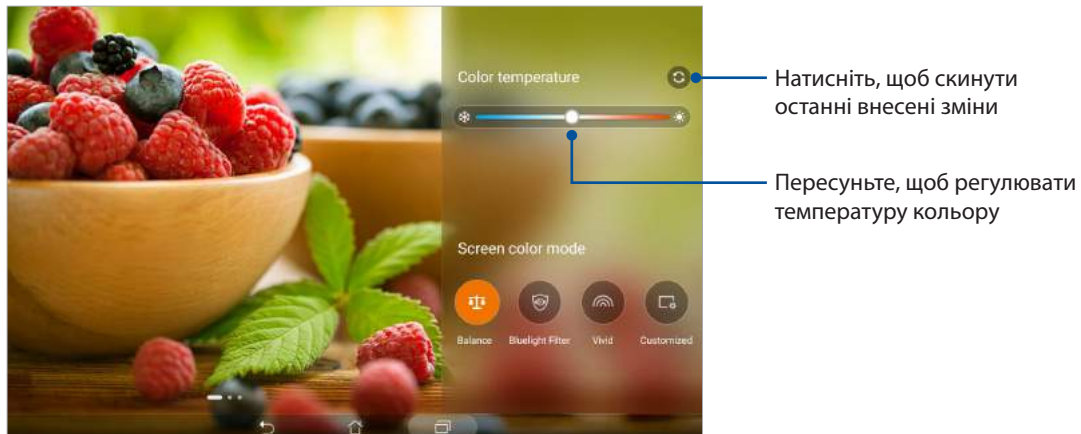 Color temperature
Натисніть, щоб скинути
останні внесені зміни
Пересуньте, щоб регулювати
температуру кольору
Screen color mode
Balance
Bluelight Filter
Vivid
Customized